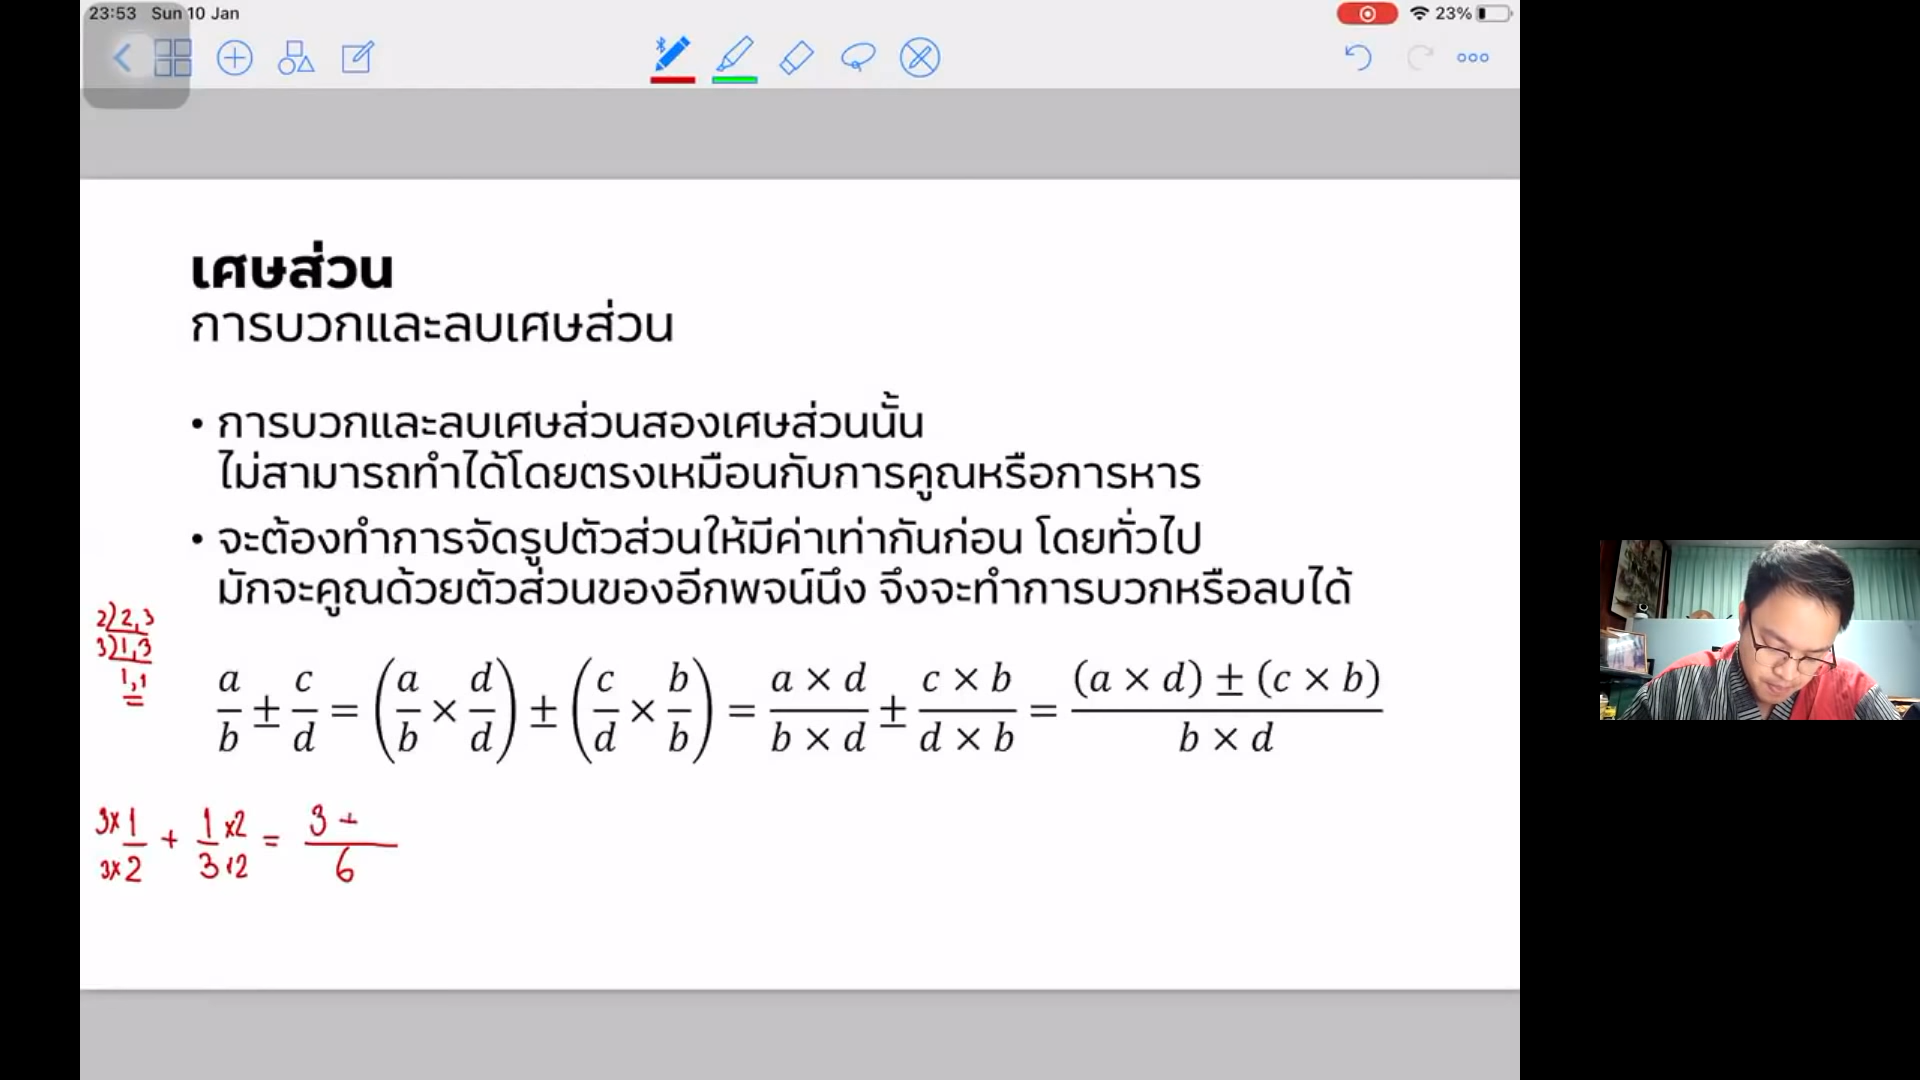 23:53 Sun 10 Jan 23%
เศษส่วน
การบวกและลบเศษส่วน
• การบวกและลบเศษส่วนสองเศษส่วนนั้น
ไม่สามารถทำได้โดยตรงเหมือนกับการคูณหรือการหาร
• จะต้องทำการจัดรูปตัวส่วนให้มีค่าเท่ากันก่อน โดยทั่วไป
มักจะคูณด้วยตัวส่วนของอีกพจน์นึง จึงจะทำการบวกหรือลบได้
2)2,3
3)1,3
1,1
a/b ± c/d = (a/b × d/d) ± (c/d × b/b) = a × d/b × d ± c × b/d × b = (a × d) ± (c × b)/b × d
3×1/3×2 + 1×2/3×2 = 3 +/6